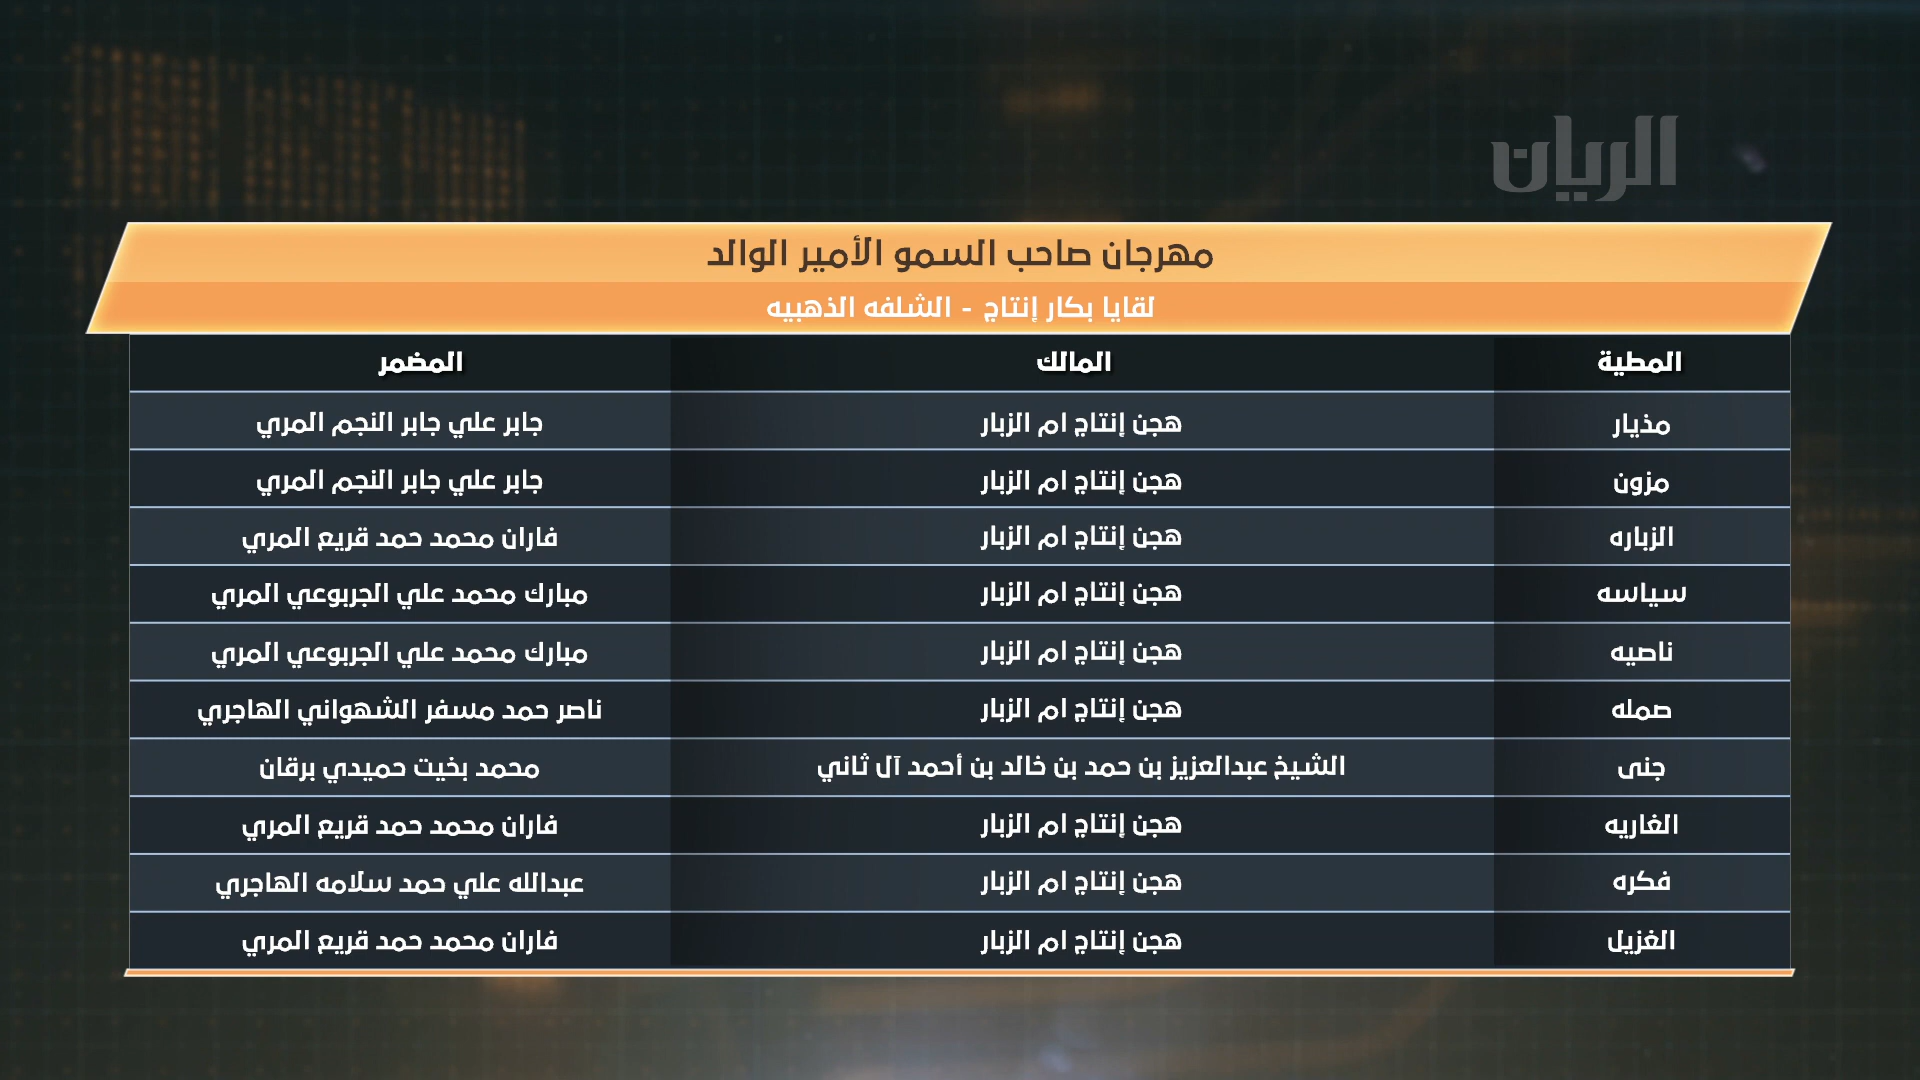 الريان
مهرجان صاحب السمو الأمير الوالد
لقايا بكار إنتاج - الشلفه الذهبيه
المطية المالك المضمر
مذيار هجن إنتاج ام الزبار جابر علي جابر النجم المري
مزون هجن إنتاج ام الزبار جابر علي جابر النجم المري
الزباره هجن إنتاج ام الزبار فاران محمد حمد قريع المري
سياسه هجن إنتاج ام الزبار مبارك محمد علي الجربوعي المري
ناصيه هجن إنتاج ام الزبار مبارك محمد علي الجربوعي المري
صمله هجن إنتاج ام الزبار ناصر حمد مسفر الشهواني الهاجري
جنى الشيخ عبدالعزيز بن حمد بن خالد بن أحمد آل ثاني محمد بخيت حميدي برقان
الغاريه هجن إنتاج ام الزبار فاران محمد حمد قريع المري
فكره هجن إنتاج ام الزبار عبدالله علي حمد سلامه الهاجري
الغزيل هجن إنتاج ام الزبار فاران محمد حمد قريع المري